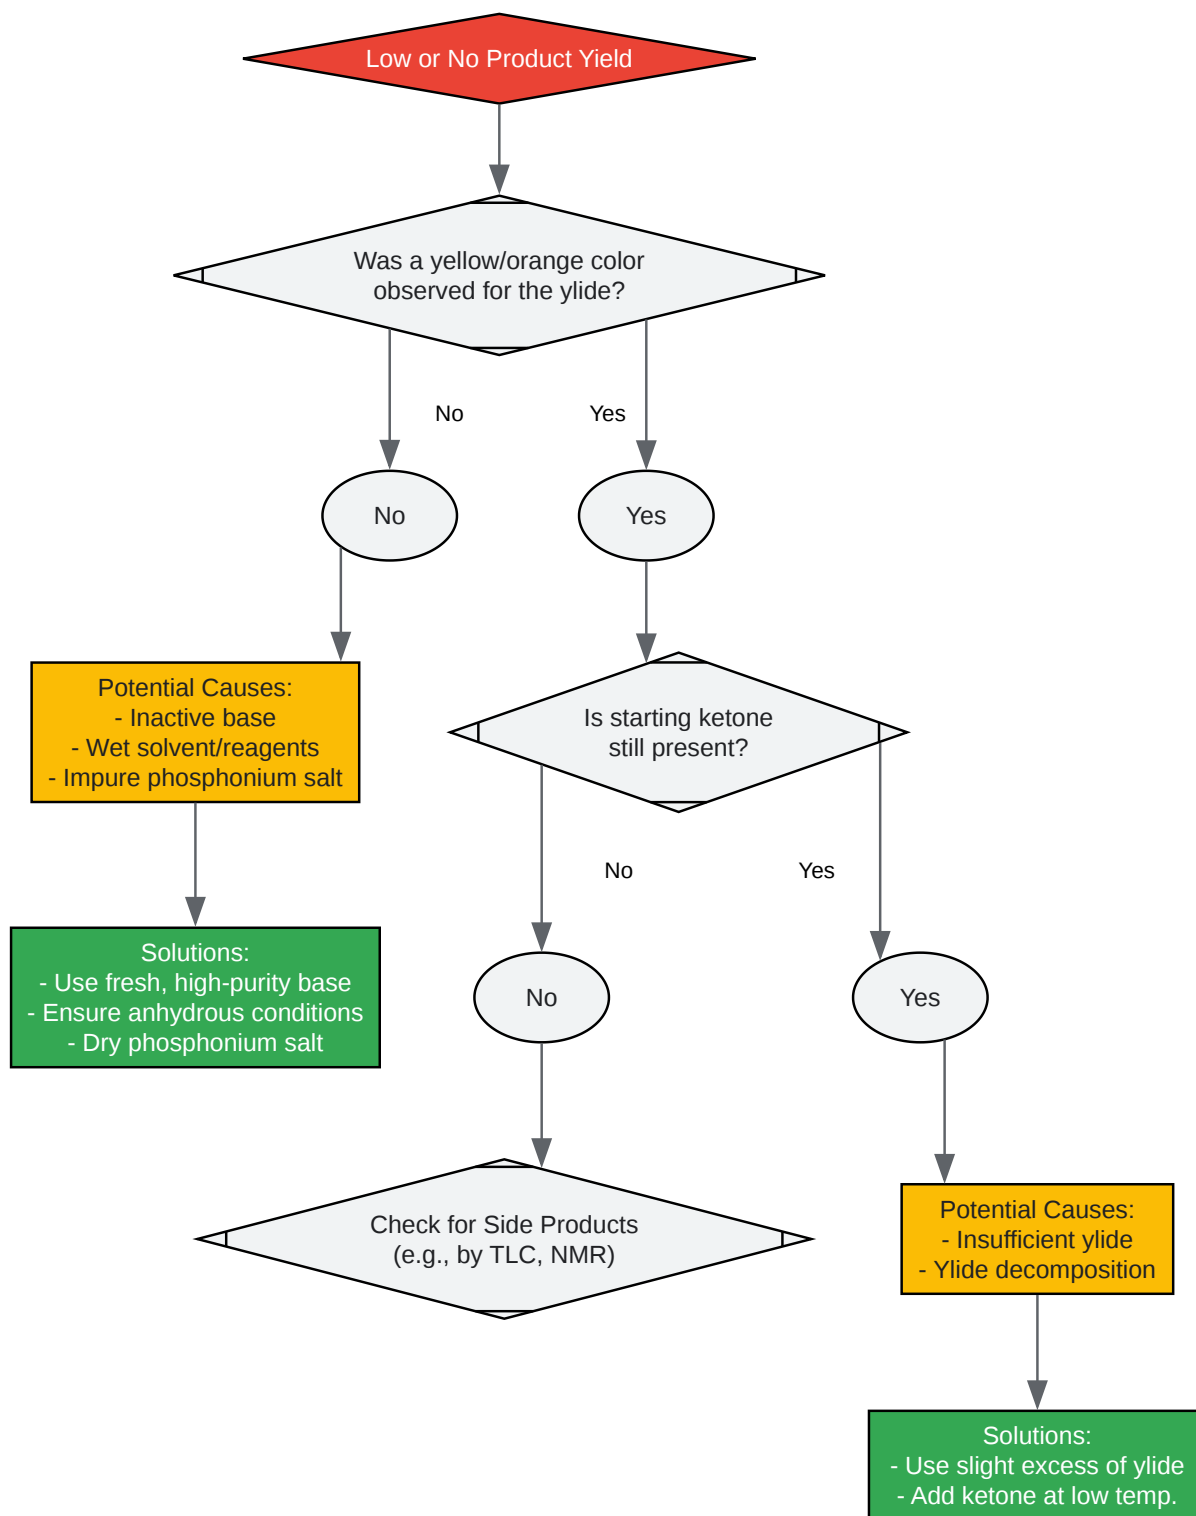 Low or No Product Yield
Was a yellow/orange color
observed for the ylide?
No
Yes
No
Yes
Potential Causes:
- Inactive base
- Wet solvent/reagents
- Impure phosphonium salt
Is starting ketone
still present?
No
Yes
Solutions:
- Use fresh, high-purity base
- Ensure anhydrous conditions
- Dry phosphonium salt
No
Yes
Check for Side Products
(e.g., by TLC, NMR)
Potential Causes:
- Insufficient ylide
- Ylide decomposition
Solutions:
- Use slight excess of ylide
- Add ketone at low temp.